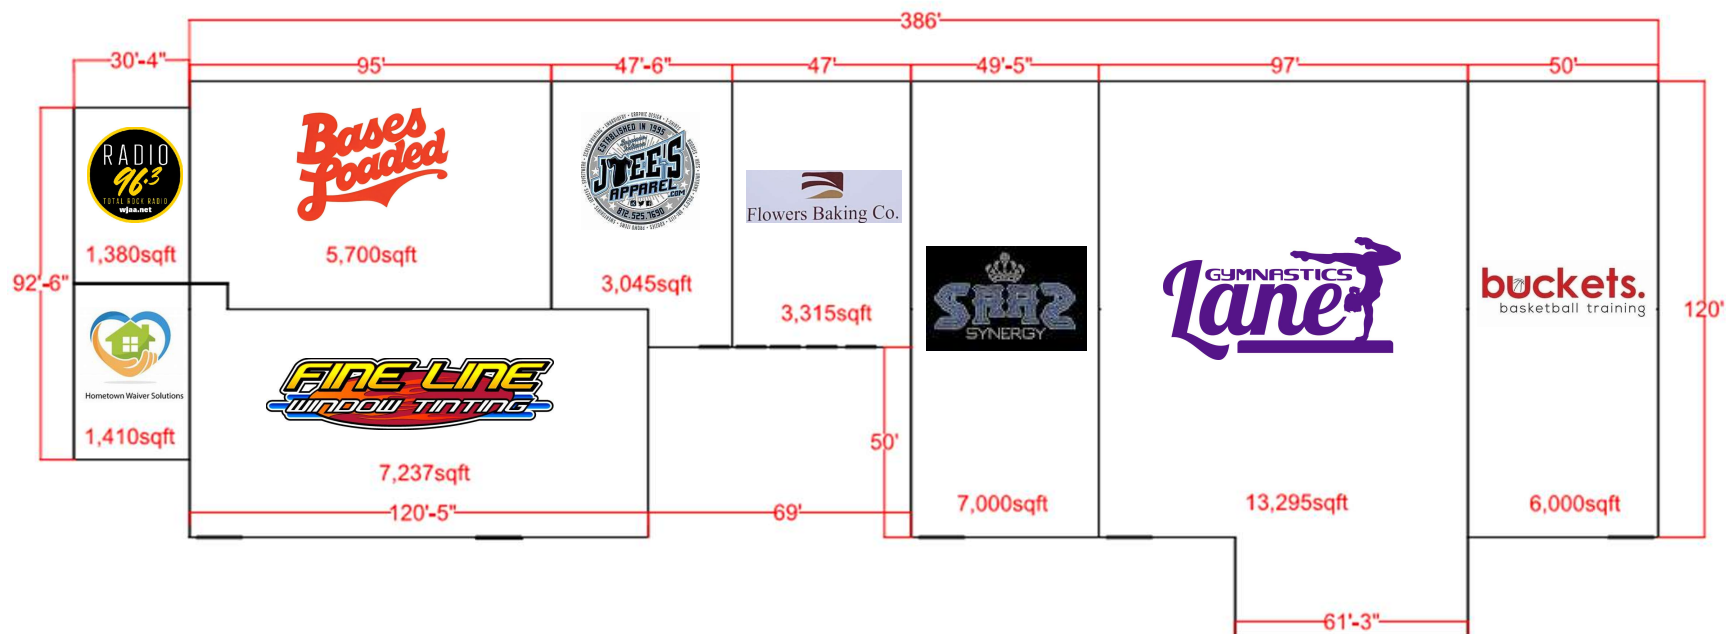 386'
30'-4"
95'
47'-6"
47'
49'-5"
97'
50'
RADIO
96.3
TOTAL ROCK RADIO
wjaa.net
1,380sqft
Bases
Loaded
5,700sqft
ESTABLISHED IN 1995
JTEE'S
APPAREL
.COM
812.525.7690
3,045sqft
Flowers Baking Co.
3,315sqft
SAAZ
SYNERGY
7,000sqft
GYMNASTICS
Lane
13,295sqft
buckets.
basketball training
6,000sqft
92'-6"
120'
Hometown Waiver Solutions
1,410sqft
FINE LINE
WINDOW TINTING
7,237sqft
50'
120'-5"
69'
61'-3"